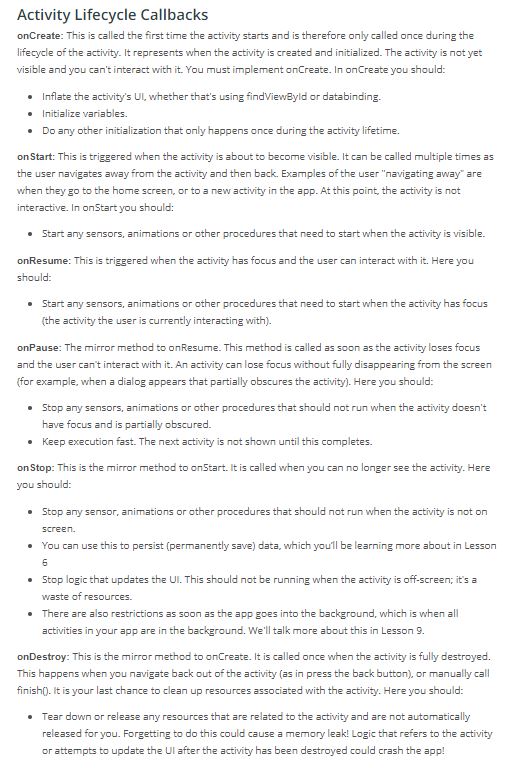 Activity Lifecycle Callbacks
onCreate: This is called the first time the activity starts and is therefore only called once during the
lifecycle of the activity. It represents when the activity is created and initialized. The activity is not yet
visible and you can't interact with it. You must implement onCreate. In onCreate you should:
• Inflate the activity's UI, whether that's using findViewById or databinding.
• Initialize variables.
• Do any other initialization that only happens once during the activity lifetime.
onStart: This is triggered when the activity is about to become visible. It can be called multiple times as
the user navigates away from the activity and then back. Examples of the user "navigating away" are
when they go to the home screen, or to a new activity in the app. At this point, the activity is not
interactive. In onStart you should:
• Start any sensors, animations or other procedures that need to start when the activity is visible.
onResume: This is triggered when the activity has focus and the user can interact with it. Here you
should:
• Start any sensors, animations or other procedures that need to start when the activity has focus
(the activity the user is currently interacting with).
onPause: The mirror method to onResume. This method is called as soon as the activity loses focus
and the user can't interact with it. An activity can lose focus without fully disappearing from the screen
(for example, when a dialog appears that partially obscures the activity). Here you should:
• Stop any sensors, animations or other procedures that should not run when the activity doesn't
have focus and is partially obscured.
• Keep execution fast. The next activity is not shown until this completes.
onStop: This is the mirror method to onStart. It is called when you can no longer see the activity. Here
you should:
• Stop any sensor, animations or other procedures that should not run when the activity is not on
screen.
• You can use this to persist (permanently save) data, which you'll be learning more about in Lesson
6
• Stop logic that updates the UI. This should not be running when the activity is off-screen; it's a
waste of resources.
• There are also restrictions as soon as the app goes into the background, which is when all
activities in your app are in the background. We'll talk more about this in Lesson 9.
onDestroy: This is the mirror method to onCreate. It is called once when the activity is fully destroyed.
This happens when you navigate back out of the activity (as in press the back button), or manually call
finish(). It is your last chance to clean up resources associated with the activity. Here you should:
• Tear down or release any resources that are related to the activity and are not automatically
released for you. Forgetting to do this could cause a memory leak! Logic that refers to the activity
or attempts to update the UI after the activity has been destroyed could crash the app!